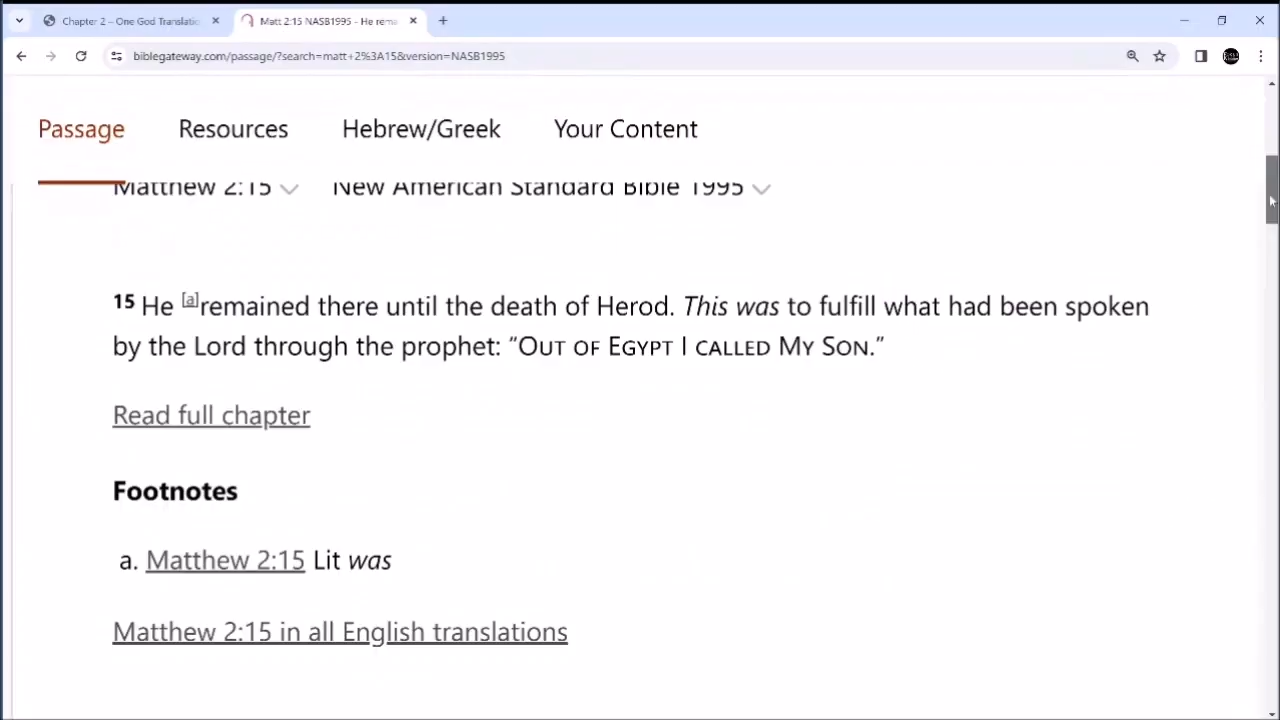 Chapter 2 – One God Translatio
Matt 2:15 NASB1995 - He rema
biblegateway.com/passage/?search=matt+2%3A15&version=NASB1995
Passage Resources Hebrew/Greek Your Content
Matthew 2:15 New American Standard Bible 1995
15 He [a]remained there until the death of Herod. This was to fulfill what had been spoken
by the Lord through the prophet: “Out of Egypt I called My Son.”
Read full chapter
Footnotes
a. Matthew 2:15 Lit was
Matthew 2:15 in all English translations